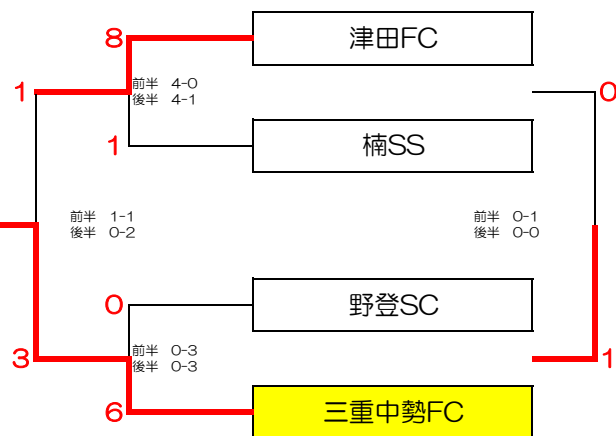 8
津田FC
1
前半 4-0
後半 4-1
0
1
楠SS
前半 1-1
後半 0-2
前半 0-1
後半 0-0
0
野登SC
3
前半 0-3
後半 0-3
1
6
三重中勢FC